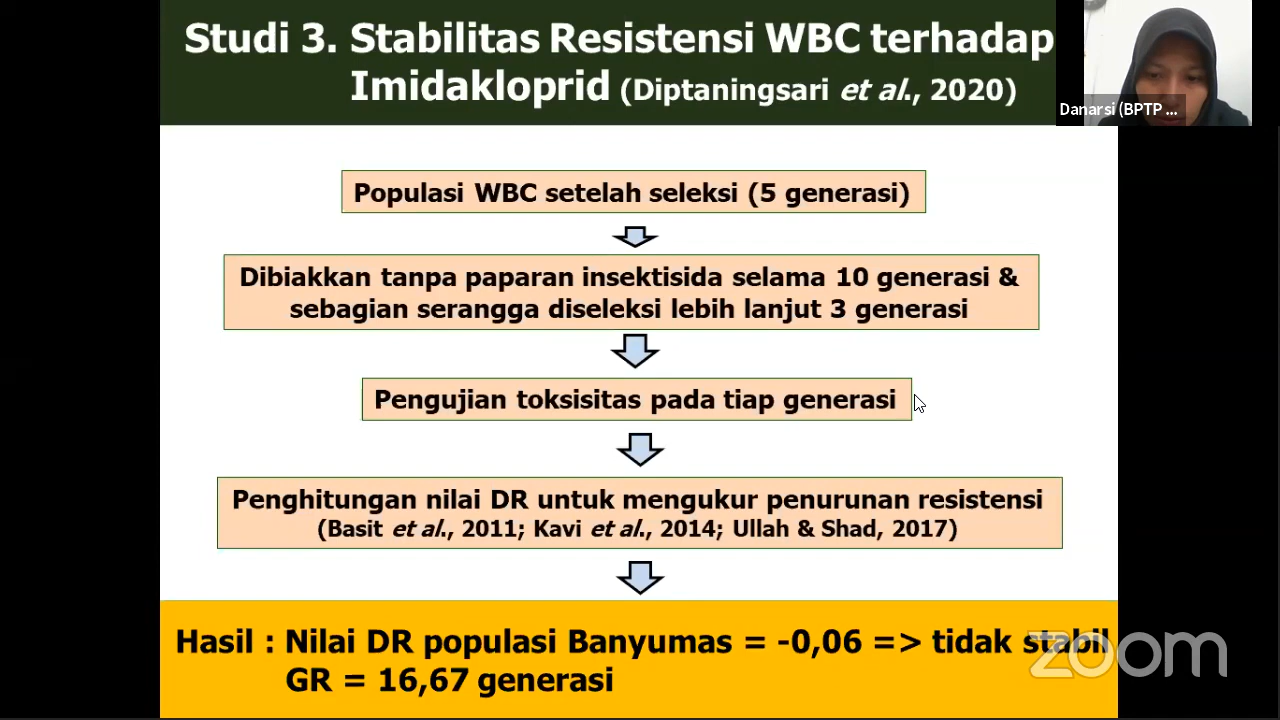 Studi 3. Stabilitas Resistensi WBC terhadap
Imidakloprid (Diptaningsari et al., 2020)
Danarsi (BPTP ...
Populasi WBC setelah seleksi (5 generasi)
Dibiakkan tanpa paparan insektisida selama 10 generasi &
sebagian serangga diseleksi lebih lanjut 3 generasi
Pengujian toksisitas pada tiap generasi
Penghitungan nilai DR untuk mengukur penurunan resistensi
(Basit et al., 2011; Kavi et al., 2014; Ullah & Shad, 2017)
Hasil : Nilai DR populasi Banyumas = -0,06 => tidak stabil
GR = 16,67 generasi
zoom